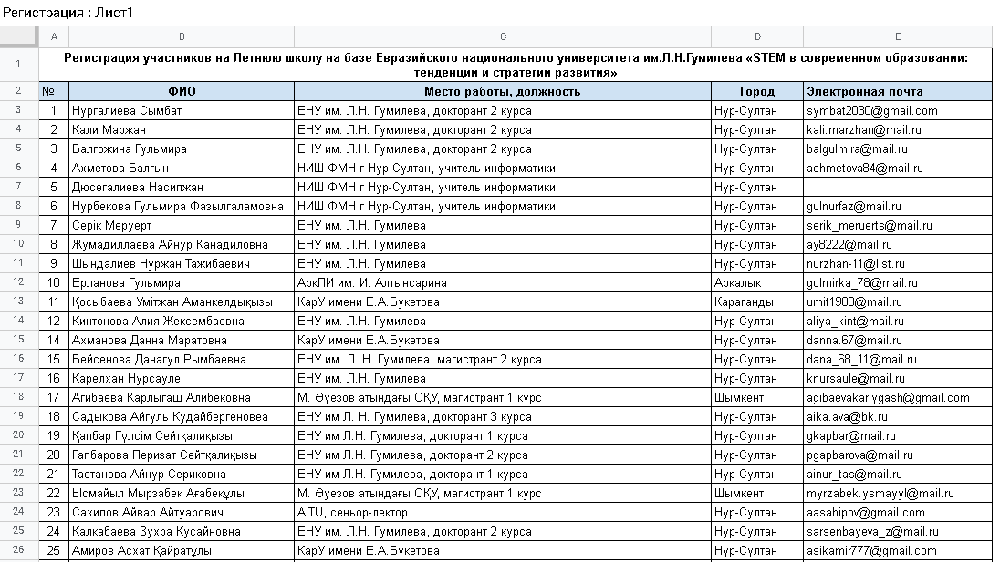 Регистрация : Лист1
A B C D E
1 Регистрация участников на Летнюю школу на базе Евразийского национального университета им.Л.Н.Гумилева «STEM в современном образовании:
тенденции и стратегии развития»
2 № ФИО Место работы, должность Город Электронная почта
3 1 Нургалиева Сымбат ЕНУ им. Л.Н. Гумилева, докторант 2 курса Нур-Султан symbat2030@gmail.com
4 2 Кали Маржан ЕНУ им. Л.Н. Гумилева, докторант 2 курса Нур-Султан kali.marzhan@mail.ru
5 3 Балгожина Гульмира ЕНУ им. Л.Н. Гумилева, докторант 2 курса Нур-Султан balgulmira@mail.ru
6 4 Ахметова Балгын НИШ ФМН г Нур-Султан, учитель информатики Нур-Султан achmetova84@mail.ru
7 5 Дюсегалиева Насипжан НИШ ФМН г Нур-Султан, учитель информатики Нур-Султан
8 6 Нурбекова Гульмира Фазылгаламовна НИШ ФМН г Нур-Султан, учитель информатики Нур-Султан gulnurfaz@mail.ru
9 7 Серік Меруерт ЕНУ им. Л.Н. Гумилева Нур-Султан serik_meruerts@mail.ru
10 8 Жумадиллаева Айнур Канадиловна ЕНУ им. Л.Н. Гумилева Нур-Султан ay8222@mail.ru
11 9 Шындалиев Нуржан Тажибаевич ЕНУ им. Л.Н. Гумилева Нур-Султан nurzhan-11@list.ru
12 10 Ерланова Гульмира АркПИ им. И. Алтынсарина Аркалык gulmirka_78@mail.ru
13 11 Қосыбаева Умітжан Аманкелдықызы КарУ имени Е.А.Букетова Караганды umit1980@mail.ru
14 12 Кинтонова Алия Жексембаевна ЕНУ им. Л.Н. Гумилева Нур-Султан aliya_kint@mail.ru
15 14 Ахманова Данна Маратовна КарУ имени Е.А.Букетова Нур-Султан danna.67@mail.ru
16 15 Бейсенова Данагул Рымбаевна ЕНУ им. Л. Н. Гумилева, магистрант 2 курса Нур-Султан dana_68_11@mail.ru
17 16 Карелхан Нурсауле ЕНУ им. Л.Н. Гумилева Нур-Султан knursaule@mail.ru
18 17 Агибаева Карлыгаш Алибековна М. Әуезов атындағы ОҚУ, магистрант 1 курс Шымкент agibaevakarlygash@gmail.com
19 18 Садыкова Айгуль Кудайбергеновеа ЕНУ им Л. Н. Гумилева, докторант 3 курса Нур-Султан aika.ava@bk.ru
20 19 Қапбар Гүлсім Сейтқалиқызы ЕНУ им Л.Н. Гумилева, докторант 1 курса Нур-Султан gkapbar@mail.ru
21 20 Гапбарова Перизат Сейтқалиқызы ЕНУ им Л.Н. Гумилева, докторант 2 курса Нур-Султан pgapbarova@mail.ru
22 21 Тастанова Айнур Сериковна ЕНУ им Л.Н. Гумилева, докторант 1 курса Нур-Султан ainur_tas@mail.ru
23 22 Ысмайыл Мырзабек Ағабекұлы М. Әуезов атындағы ОҚУ, магистрант 1 курс Шымкент myrzabek.ysmayyl@mail.ru
24 23 Сахипов Айвар Айтуарович AITU, сеньор-лектор Нур-Султан aasahipov@gmail.com
25 24 Калкабаева Зухра Кусайновна ЕНУ им. Л.Н. Гумилева, докторант 2 курса Нур-Султан sarsenbayeva_z@mail.ru
26 25 Амиров Асхат Қайратұлы КарУ имени Е.А.Букетова Нур-Султан asikamir777@gmail.com